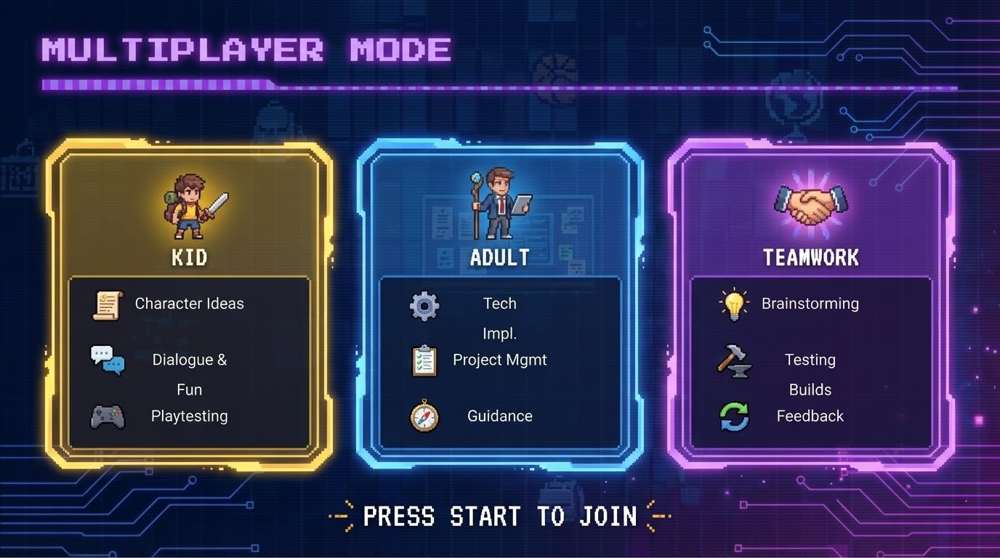 MULTIPLAYER MODE
KID
Character Ideas
Dialogue &
Fun
Playtesting
ADULT
Tech
Impl.
Project Mgmt
Guidance
TEAMWORK
Brainstorming
Testing
Builds
Feedback
PRESS START TO JOIN